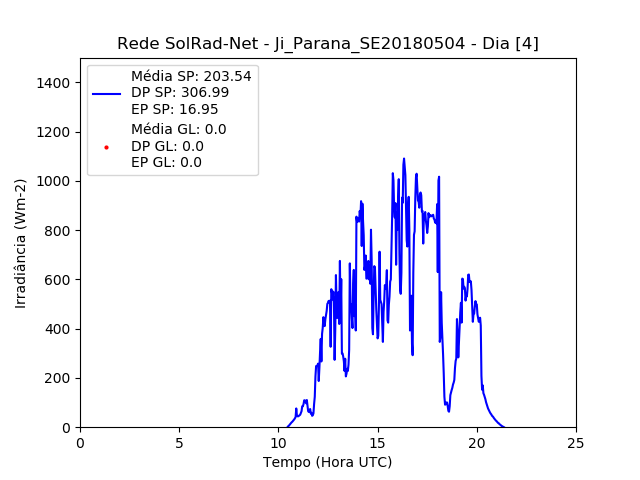 Rede SolRad-Net - Ji_Parana_SE20180504 - Dia [4]
Média SP: 203.54
DP SP: 306.99
EP SP: 16.95
Média GL: 0.0
DP GL: 0.0
EP GL: 0.0
1400
1200
1000
800
600
400
200
0
Irradiância (Wm-2)
0 5 10 15 20 25
Tempo (Hora UTC)